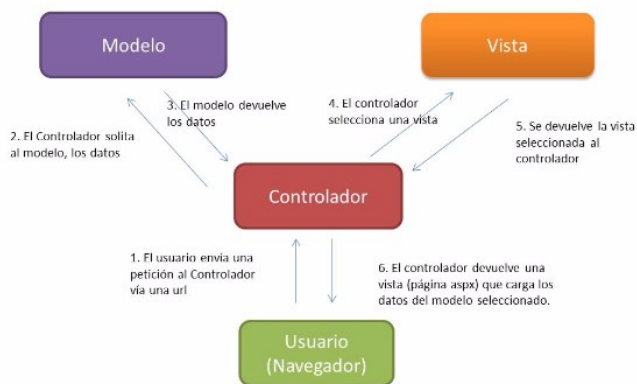 Modelo
Vista
3. El modelo devuelve
los datos
4. El controlador
selecciona una vista
2. El Controlador solita
al modelo, los datos
5. Se devuelve la vista
seleccionada al
controlador
Controlador
1. El usuario envía una
petición al Controlador
vía una url
6. El controlador devuelve una
vista (página aspx) que carga los
datos del modelo seleccionado.
Usuario
(Navegador)